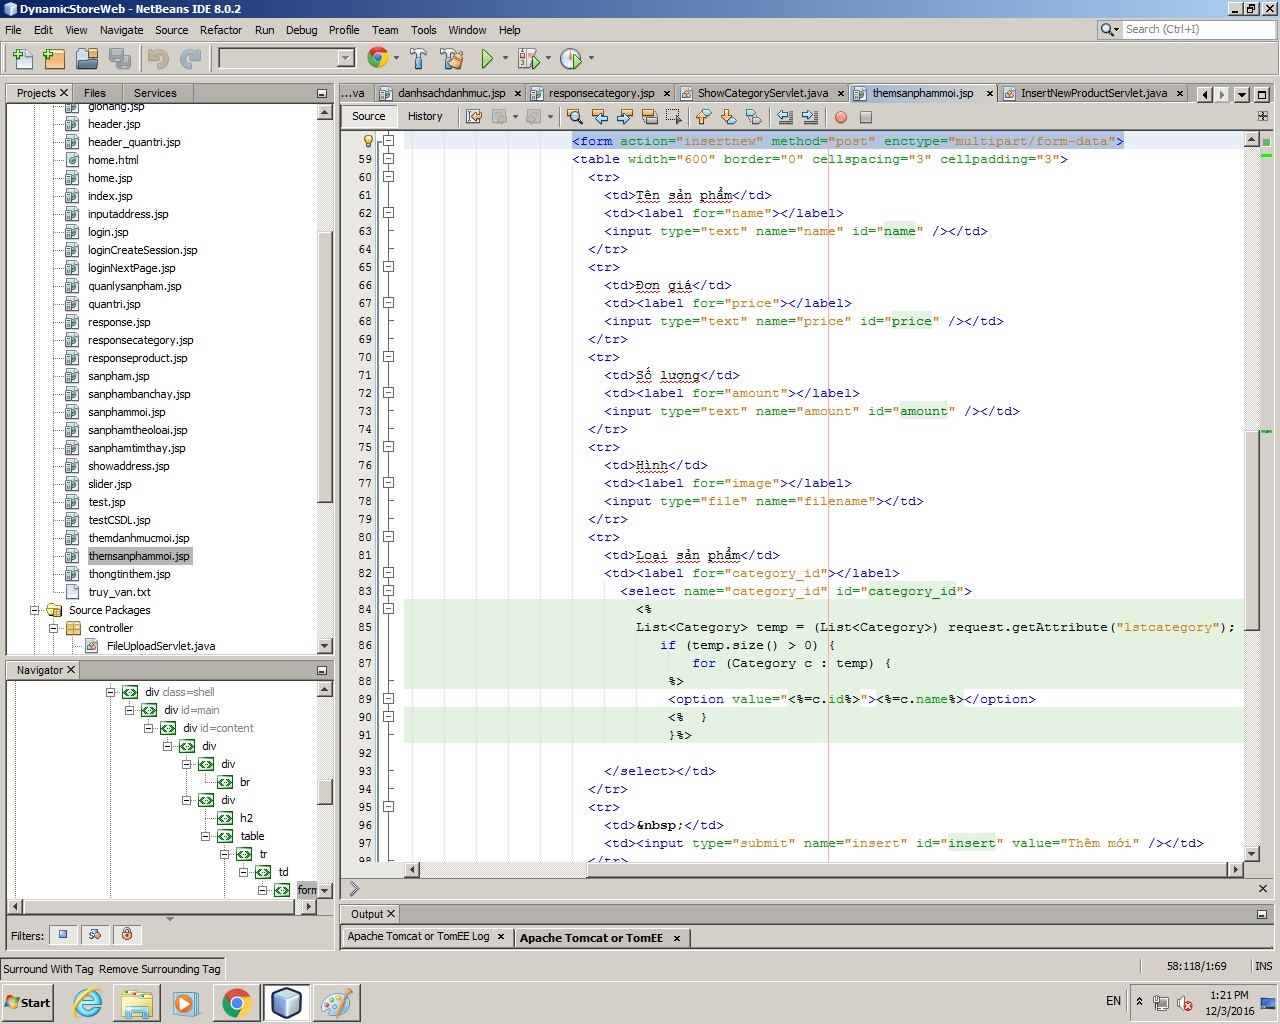 DynamicStoreWeb - NetBeans IDE 8.0.2
File Edit View Navigate Source Refactor Run Debug Profile Team Tools Window Help
Search (Ctrl+I)
Projects Files Services
...va danhsachdanhmuc.jsp responsecategory.jsp ShowCategoryServlet.java themsanphammoi.jsp InsertNewProductServlet.java
Source History
giohang.jsp
header.jsp
header_quantri.jsp
home.html
home.jsp
index.jsp
inputaddress.jsp
login.jsp
loginCreateSession.jsp
loginNextPage.jsp
quanlysanpham.jsp
quantri.jsp
response.jsp
responsecategory.jsp
responseproduct.jsp
sanpham.jsp
sanphambanchay.jsp
sanphammoi.jsp
sanphamtheoloai.jsp
sanphamtimthay.jsp
showaddress.jsp
slider.jsp
test.jsp
testCSDL.jsp
themdanhmucmoi.jsp
themsanphammoi.jsp
thongtinthem.jsp
truy_van.txt
Source Packages
controller
FileUploadServlet.java
Navigator
div class=shell
div id=main
div id=content
div
div
br
div
h2
table
tr
td
form
Filters:
<form action="insertnew" method="post" enctype="multipart/form-data">
59 <table width="600" border="0" cellspacing="3" cellpadding="3">
60 <tr>
61 <td>Tên sản phẩm</td>
62 <td><label for="name"></label>
63 <input type="text" name="name" id="name" /></td>
64 </tr>
65 <tr>
66 <td>Đơn giá</td>
67 <td><label for="price"></label>
68 <input type="text" name="price" id="price" /></td>
69 </tr>
70 <tr>
71 <td>Số lượng</td>
72 <td><label for="amount"></label>
73 <input type="text" name="amount" id="amount" /></td>
74 </tr>
75 <tr>
76 <td>Hình</td>
77 <td><label for="image"></label>
78 <input type="file" name="filename"></td>
79 </tr>
80 <tr>
81 <td>Loại sản phẩm</td>
82 <td><label for="category_id"></label>
83 <select name="category_id" id="category_id">
84 <%
85 List<Category> temp = (List<Category>) request.getAttribute("lstcategory");
86 if (temp.size() > 0) {
87 for (Category c : temp) {
88 %>
89 <option value="<%=c.id%>"><%=c.name%></option>
90 <% }
91 }%>
92
93 </select></td>
94 </tr>
95 <tr>
96 <td>&nbsp;</td>
97 <td><input type="submit" name="insert" id="insert" value="Thêm mới" /></td>
98 </tr>
Output
Apache Tomcat or TomEE Log Apache Tomcat or TomEE
Surround With Tag Remove Surrounding Tag
58:118/1:69 INS
Start
EN
1:21 PM
12/3/2016